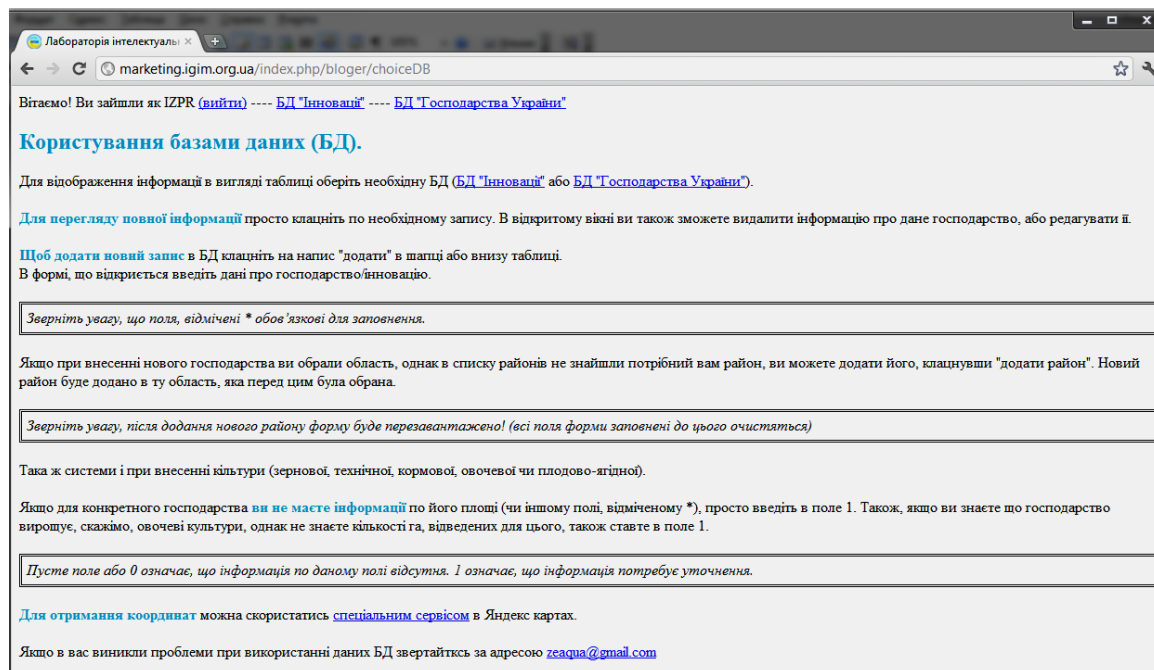 Лабораторія інтелектуаль
marketing.igim.org.ua/index.php/bloger/choiceDB
Вітаємо! Ви зайшли як IZPR (вийти) ---- БД "Інновації" ---- БД "Господарства України"
Користування базами даних (БД).
Для відображення інформації в вигляді таблиці оберіть необхідну БД (БД "Інновації" або БД "Господарства України").
Для перегляду повної інформації просто клацніть по необхідному запису. В відкритому вікні ви також зможете видалити інформацію про дане господарство, або редагувати її.
Щоб додати новий запис в БД клацніть на напис "додати" в шапці або внизу таблиці.
В формі, що відкриється введіть дані про господарство/інновацію.
Зверніть увагу, що поля, відмічені * обов’язкові для заповнення.
Якщо при внесенні нового господарства ви обрали область, однак в списку районів не знайшли потрібний вам район, ви можете додати його, клацнувши "додати район". Новий
район буде додано в ту область, яка перед цим була обрана.
Зверніть увагу, після додання нового району форму буде перезавантажено! (всі поля форми заповнені до цього очистяться)
Така ж системи і при внесенні кільтури (зернової, технічної, кормової, овочевої чи плодово-ягідної).
Якщо для конкретного господарства ви не маєте інформації по його площі (чи іншому полі, відміченому *), просто введіть в поле 1. Також, якщо ви знаєте що господарство
вирощує, скажімо, овочеві культури, однак не знаєте кількості га, відведених для цього, також ставте в поле 1.
Пусте поле або 0 означає, що інформація по даному полі відсутня. 1 означає, що інформація потребує уточнення.
Для отримання координат можна скористатись спеціальним сервісом в Яндекс картах.
Якщо в вас виникли проблеми при використанні даних БД звертайтксь за адресою zeaqua@gmail.com